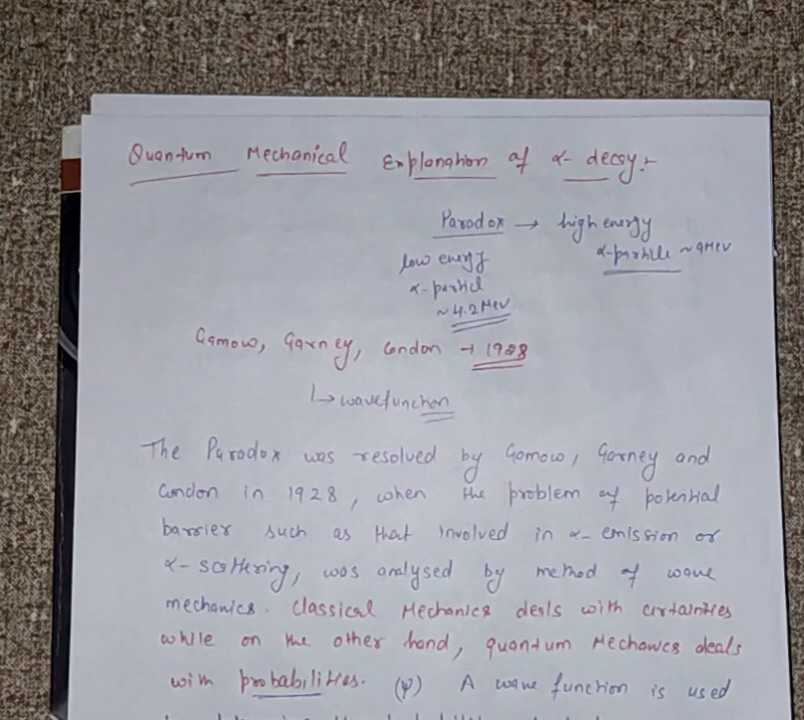 Quantum Mechanical Explanation of α- decay:-
Paradox → high energy
α-particle ~9MeV
low energy
α-particl
~4.2MeV
Gamow, Garney, Condon → 1928
↳ wavefunction
The Paradox was resolved by Gamow, Garney and
Condon in 1928, when the problem of potential
barrier such as that involved in α- emission or
α- scattering, was analysed by method of wave
mechanics. Classical Mechanics deals with certainties
while on the other hand, quantum Mechanics deals
with probabilities. (ψ) A wave function is used